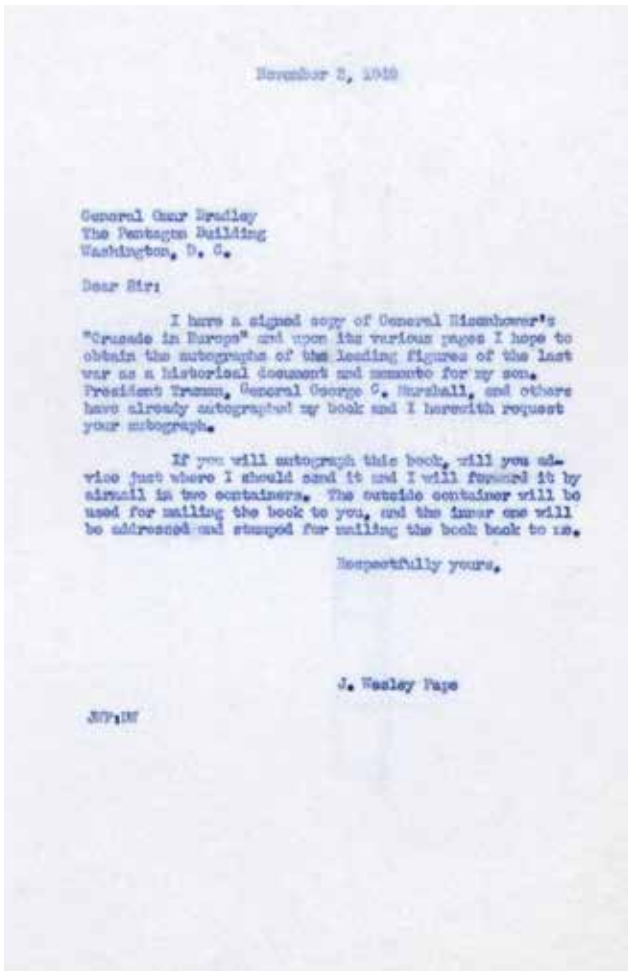 November 2, 1949
General Omar Bradley
The Pentagon Building
Washington, D. C.
Dear Sir:
I have a signed copy of General Eisenhower's
"Crusade in Europe" and upon its various pages I hope to
obtain the autographs of the leading figures of the last
war as a historical document and memento for my son.
President Truman, General George C. Marshall, and others
have already autographed my book and I herewith request
your autograph.
If you will autograph this book, will you ad-
vise just where I should send it and I will forward it by
airmail in two containers. The outside container will be
used for mailing the book to you, and the inner one will
be addressed and stamped for mailing the book back to me.
Respectfully yours,
J. Wesley Pape